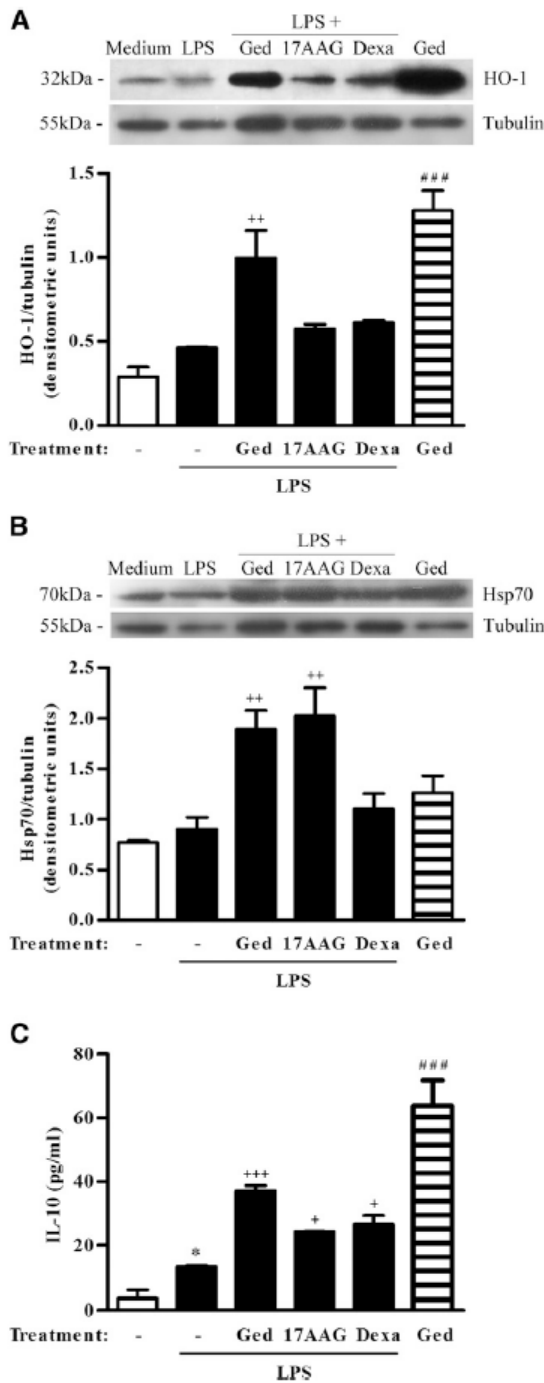 A
LPS +
Medium LPS Ged 17AAG Dexa Ged
32kDa - HO-1
55kDa - Tubulin
HO-1/tubulin
(densitometric units)
1.5
1.0
0.5
0.0
++
###
Treatment: - - Ged 17AAG Dexa Ged
LPS
B
LPS +
Medium LPS Ged 17AAG Dexa Ged
70kDa - Hsp70
55kDa - Tubulin
Hsp70/tubulin
(densitometric units)
2.5
2.0
1.5
1.0
0.5
0.0
++
++
Treatment: - - Ged 17AAG Dexa Ged
LPS
C
IL-10 (pg/ml)
80
60
40
20
0
*
+++
+
+
###
Treatment: - - Ged 17AAG Dexa Ged
LPS